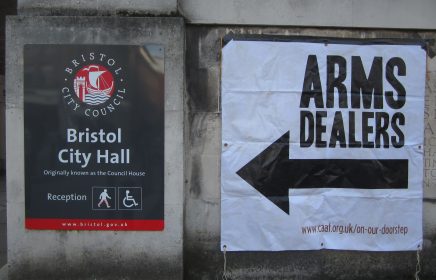 BRISTOL
CITY COUNCIL
Bristol
City Hall
Originally known as the Council House
Reception
www.bristol.gov.uk
ARMS
DEALERS
www.caat.org.uk/on-our-doorstep